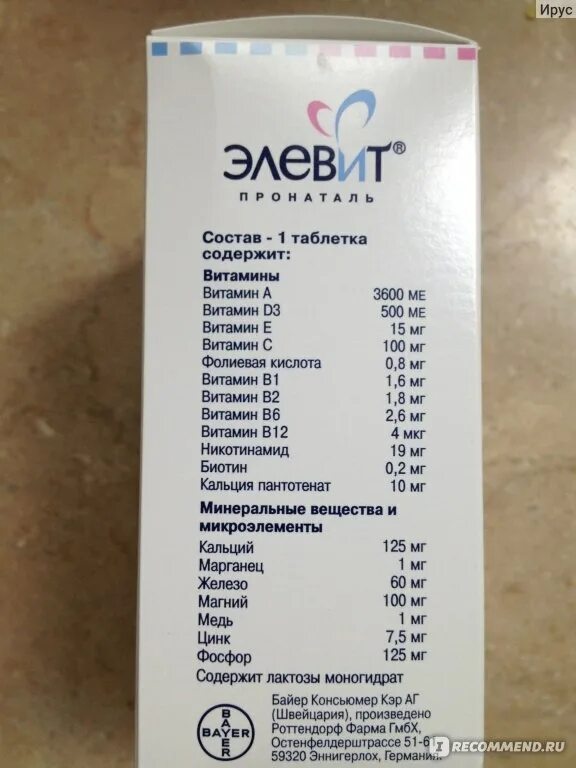 Ирус
ЭЛЕВИТ®
ПРОНАТАЛЬ
Состав - 1 таблетка
содержит:
Витамины
Витамин А 3600 МЕ
Витамин D3 500 МЕ
Витамин Е 15 мг
Витамин С 100 мг
Фолиевая кислота 0,8 мг
Витамин В1 1,6 мг
Витамин В2 1,8 мг
Витамин В6 2,6 мг
Витамин В12 4 мкг
Никотинамид 19 мг
Биотин 0,2 мг
Кальция пантотенат 10 мг
Минеральные вещества и
микроэлементы
Кальций 125 мг
Марганец 1 мг
Железо 60 мг
Магний 100 мг
Медь 1 мг
Цинк 7,5 мг
Фосфор 125 мг
Содержит лактозы моногидрат
BAYER
BAYER
Байер Консьюмер Кэр АГ
(Швейцария), произведено
Роттендорф Фарма ГмбХ,
Остенфелдерштрассе 51-6
59320 Эннигерлох, Германия.
IRECOMMEND.RU